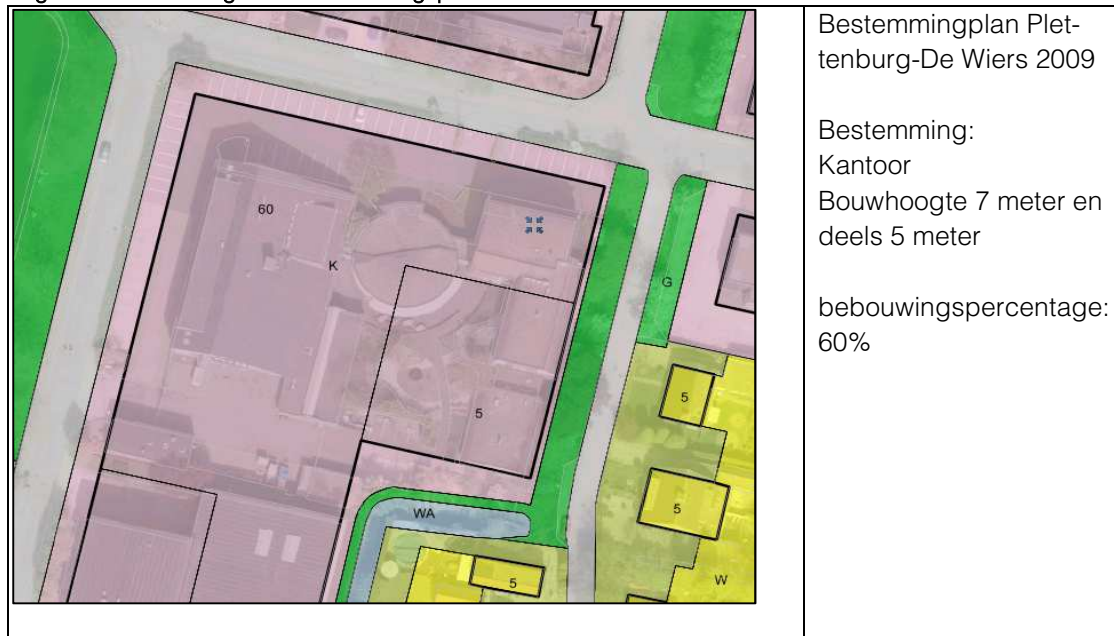 60
K
G
5
5
5
WA
5
W
Bestemmingplan Plet-
tenburg-De Wiers 2009
Bestemming:
Kantoor
Bouwhoogte 7 meter en
deels 5 meter
bebouwingspercentage:
60%